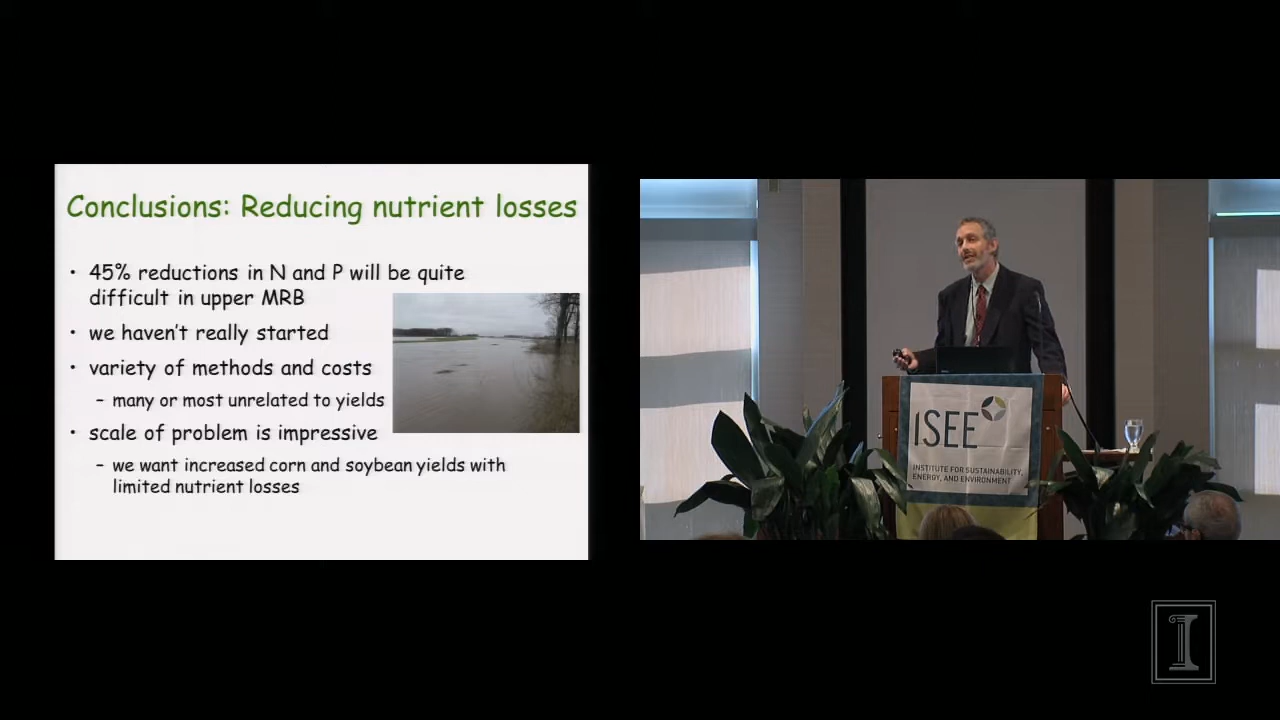 Conclusions: Reducing nutrient losses
• 45% reductions in N and P will be quite
difficult in upper MRB
• we haven't really started
• variety of methods and costs
– many or most unrelated to yields
• scale of problem is impressive
– we want increased corn and soybean yields with
limited nutrient losses
iSEE
INSTITUTE FOR SUSTAINABILITY,
ENERGY, AND ENVIRONMENT
I